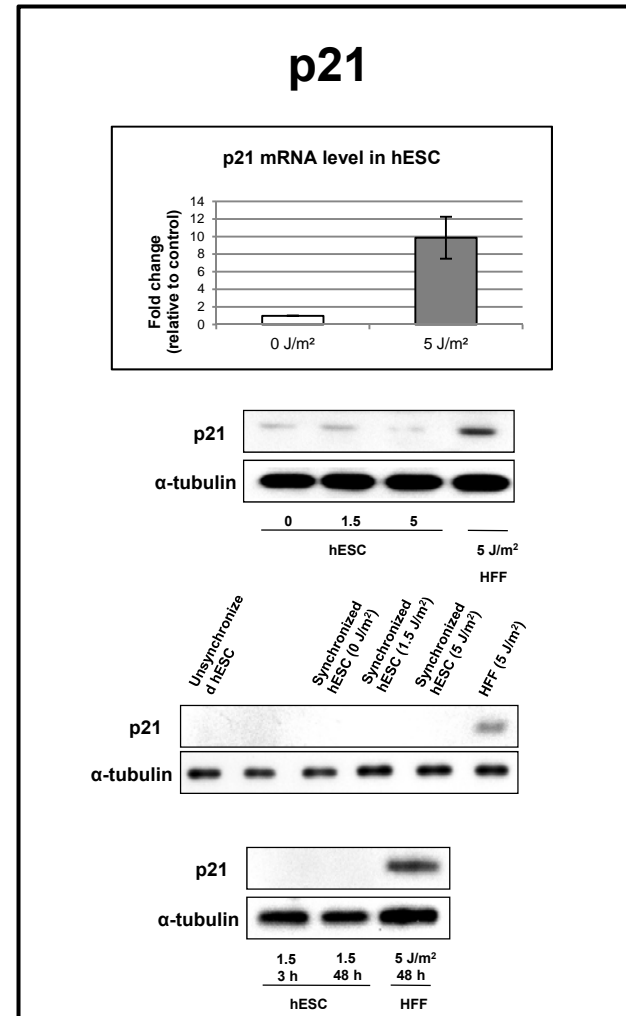 p21
p21 mRNA level in hESC
Fold change
(relative to control)
14
12
10
8
6
4
2
0
0 J/m²
5 J/m²
p21
α-tubulin
0 1.5 5
hESC
5 J/m²
HFF
Unsynchronize
d hESC
Synchronized
hESC (0 J/m²)
Synchronized
hESC (1.5 J/m²)
Synchronized
hESC (5 J/m²)
HFF (5 J/m²)
p21
α-tubulin
p21
α-tubulin
1.5 1.5 5 J/m²
3 h 48 h 48 h
hESC HFF